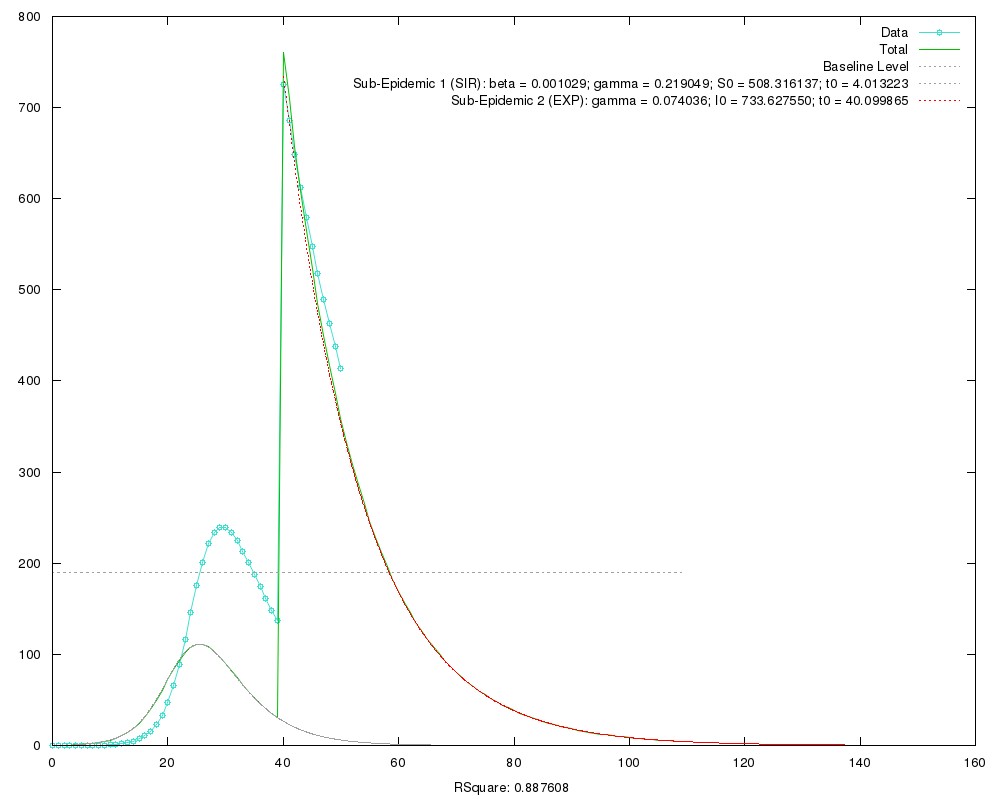 800
700
600
500
400
300
200
100
0
Data
Total
Baseline Level
Sub-Epidemic 1 (SIR): beta = 0.001029; gamma = 0.219049; S0 = 508.316137; t0 = 4.013223
Sub-Epidemic 2 (EXP): gamma = 0.074036; I0 = 733.627550; t0 = 40.099865
0 20 40 60 80 100 120 140 160
RSquare: 0.887608